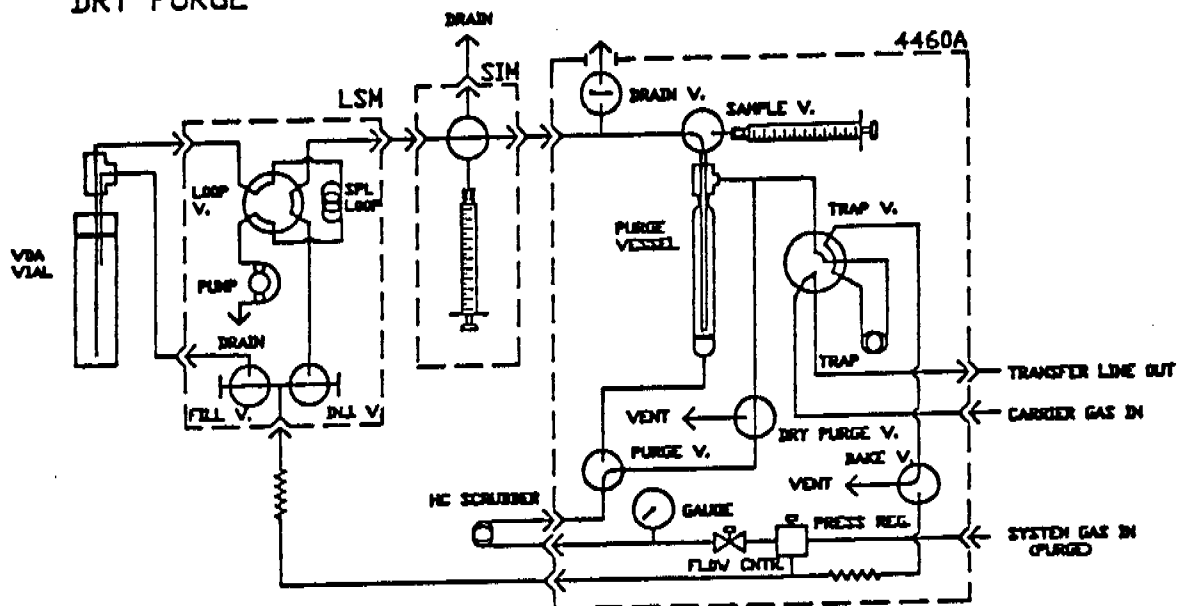 DRY PURGE
DRAIN
4460A
SIM
LSM
DRAIN V.
SAMPLE V.
LOOP
V.
SPL
LOOP
TRAP V.
PURGE
VESSEL
VOA
VIAL
PUMP
DRAIN
TRAP
TRANSFER LINE OUT
FILL V.
INJ V.
VENT
CARRIER GAS IN
DRY PURGE V.
PURGE V.
BAKE V.
VENT
HC SCRUBBER
GAUGE
PRESS REG.
SYSTEM GAS IN
(PURGE)
FLOW CNTR.